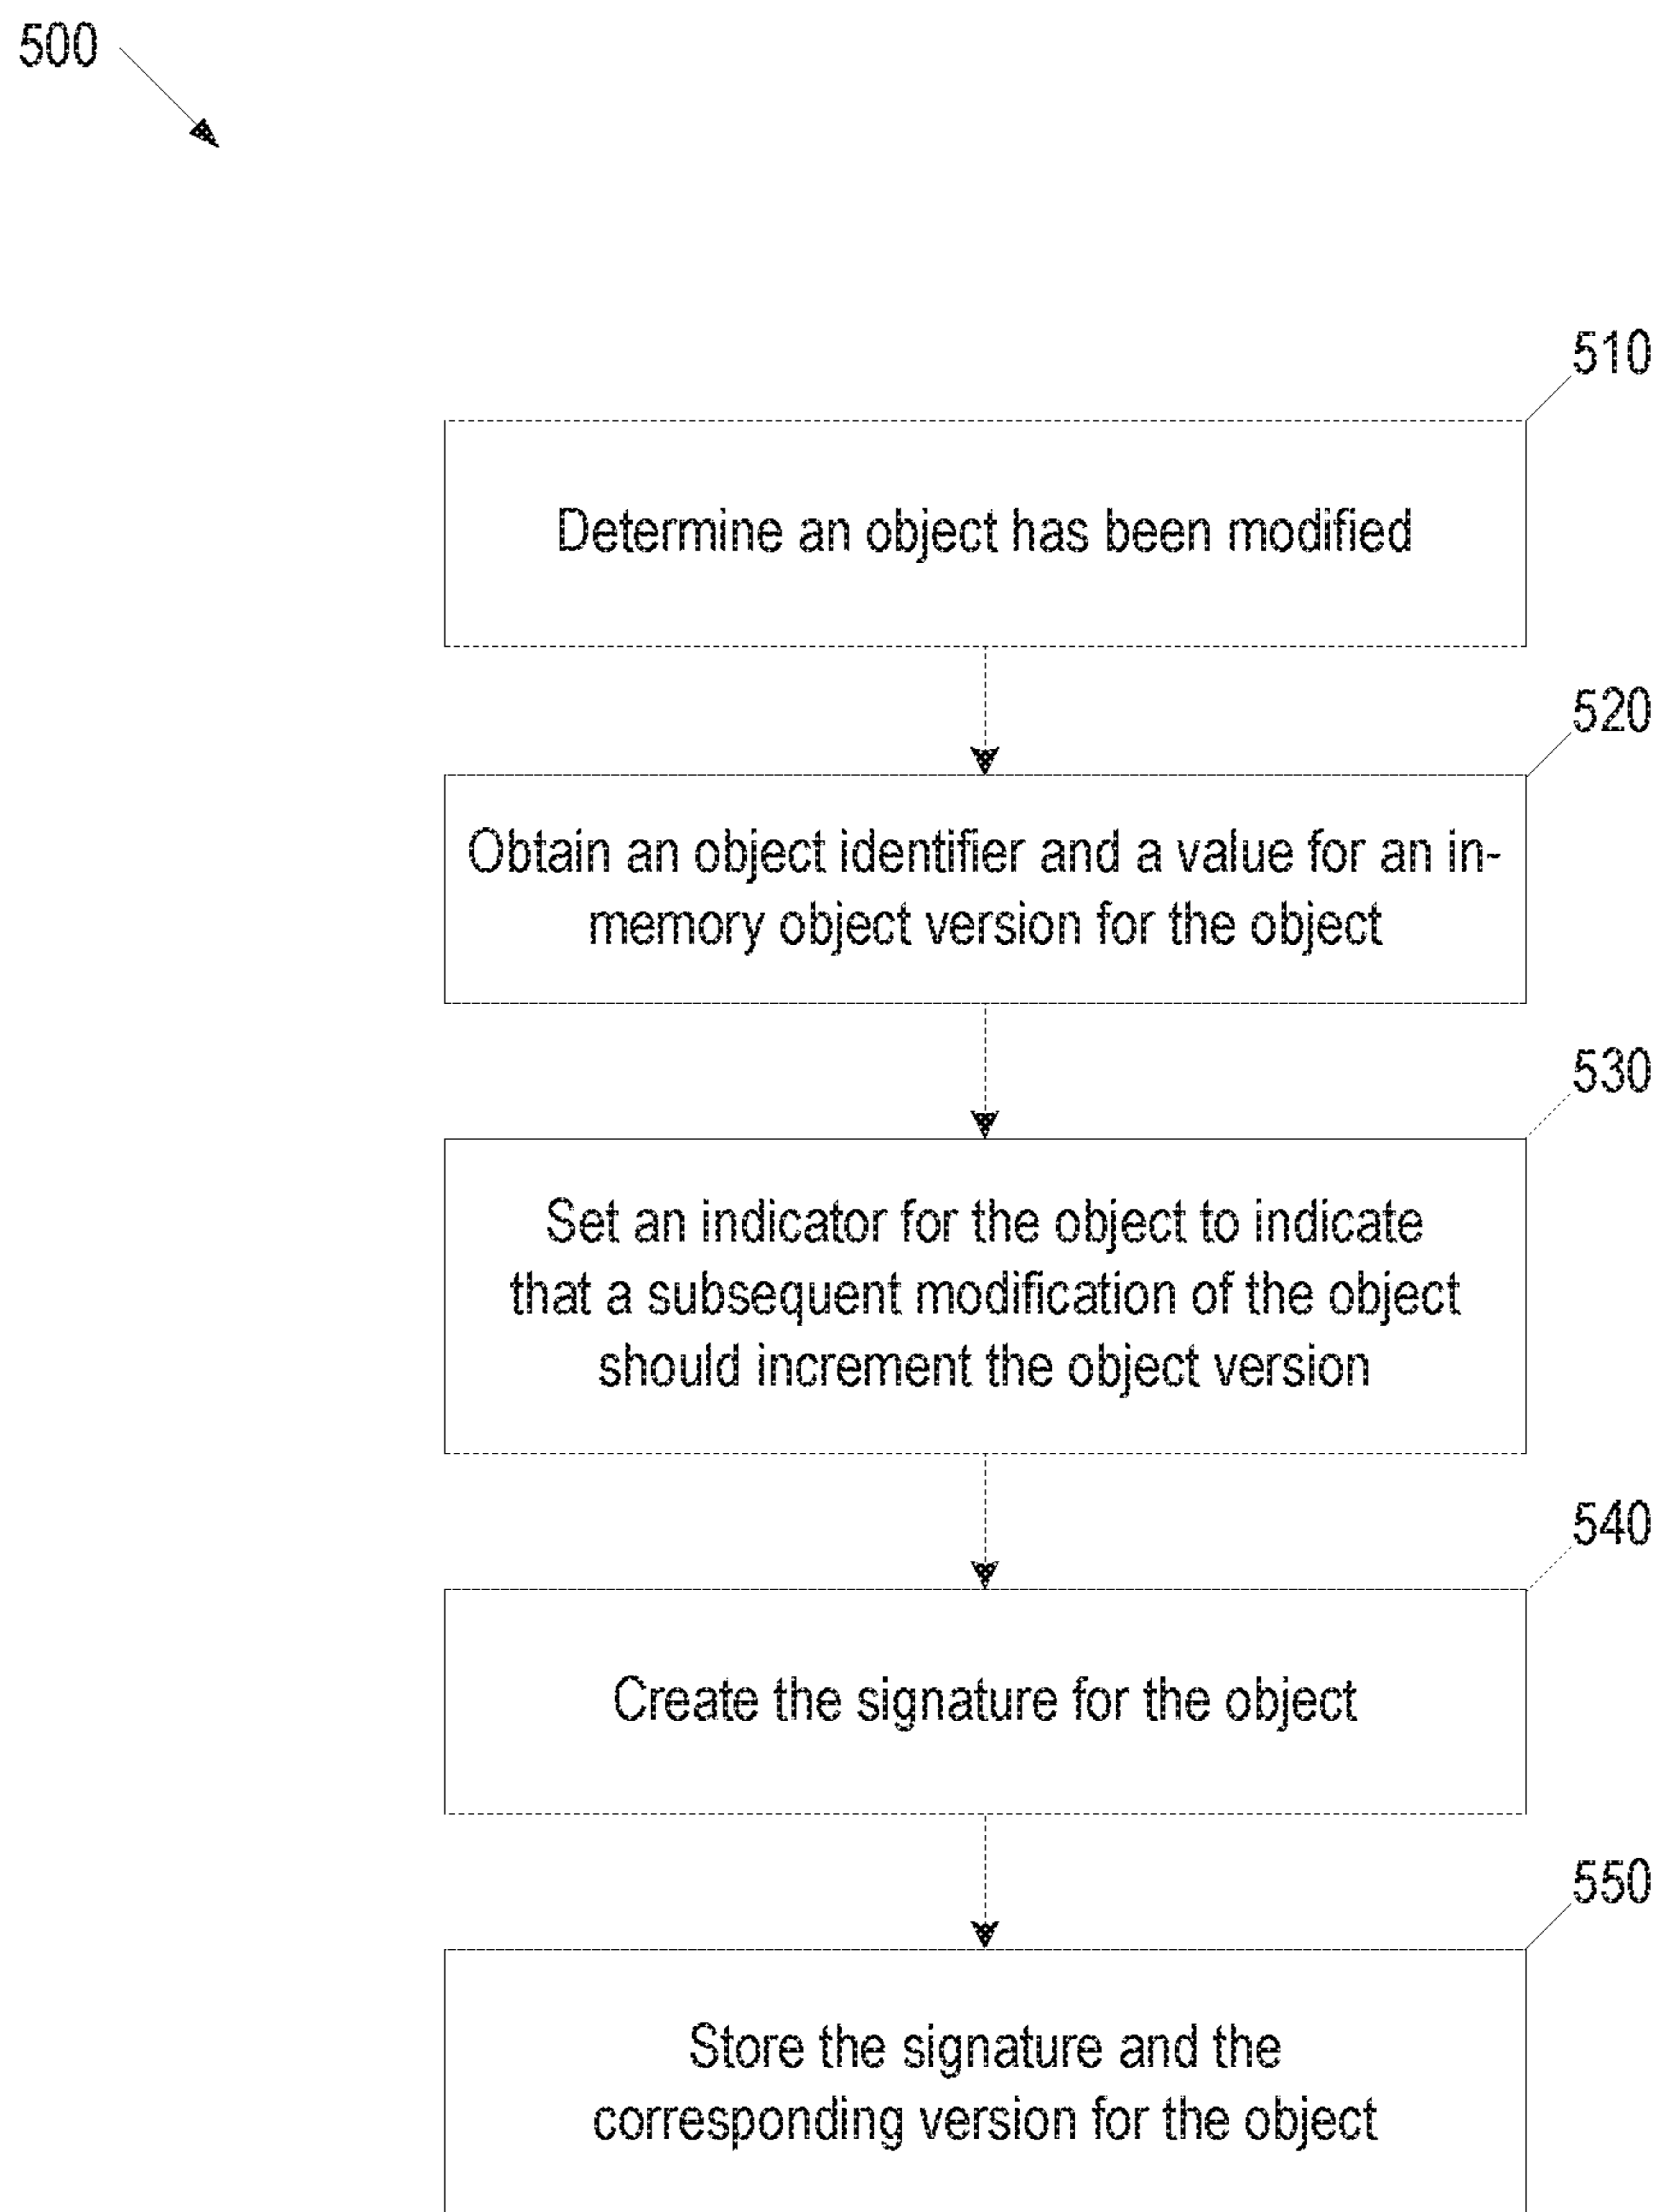 500
510
Determine an object has been modified
520
Obtain an object identifier and a value for an in-
memory object version for the object
530
Set an indicator for the object to indicate
that a subsequent modification of the object
should increment the object version
540
Create the signature for the object
550
Store the signature and the
corresponding version for the object